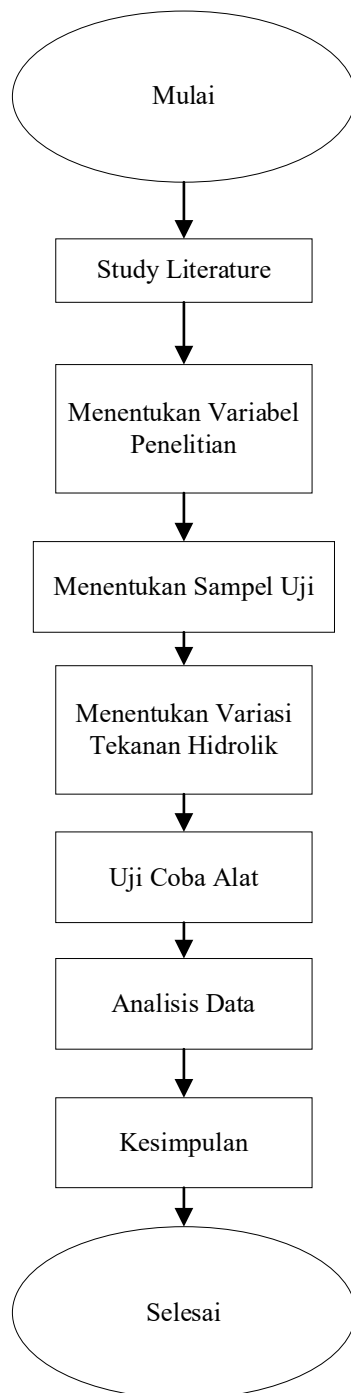 Mulai
Study Literature
Menentukan Variabel
Penelitian
Menentukan Sampel Uji
Menentukan Variasi
Tekanan Hidrolik
Uji Coba Alat
Analisis Data
Kesimpulan
Selesai